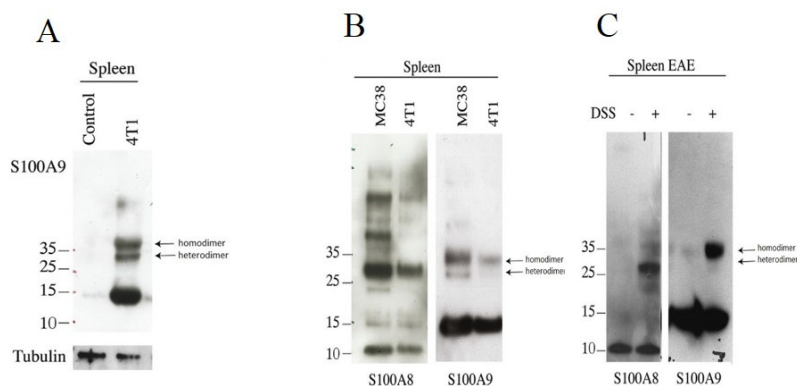 A
Spleen
Control
4T1
S100A9
35
25
15
10
homodimer
heterodimer
Tubulin
B
Spleen
MC38
4T1
MC38
4T1
35
25
15
10
homodimer
heterodimer
S100A8
S100A9
C
Spleen EAE
DSS - + - +
35
25
15
10
homodimer
heterodimer
S100A8
S100A9